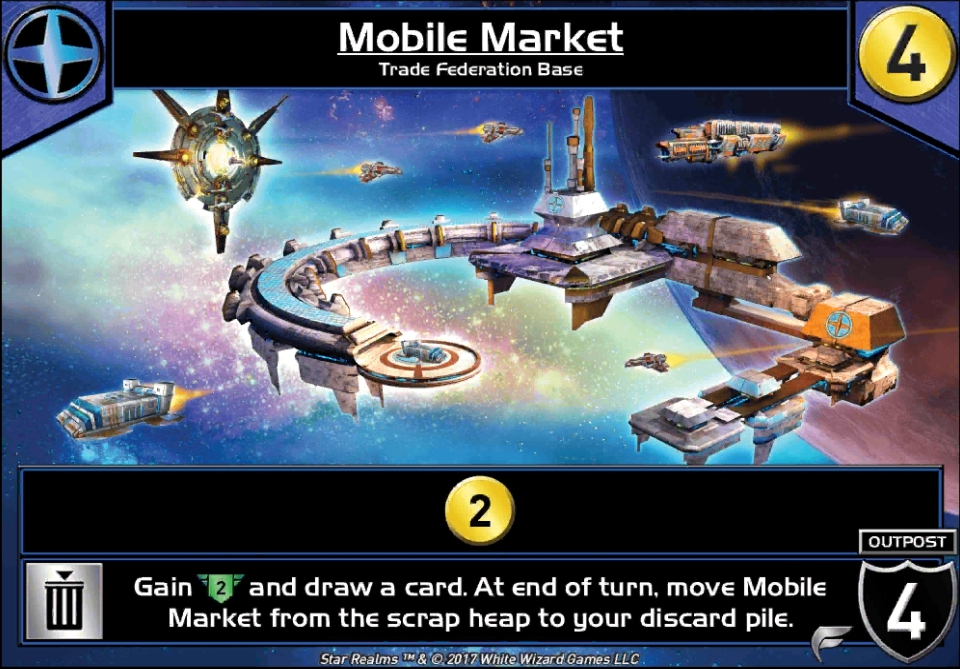 Mobile Market
Trade Federation Base
4
2
OUTPOST
Gain 2 and draw a card. At end of turn, move Mobile
Market from the scrap heap to your discard pile.
4
Star Realms ™ & © 2017 White Wizard Games LLC